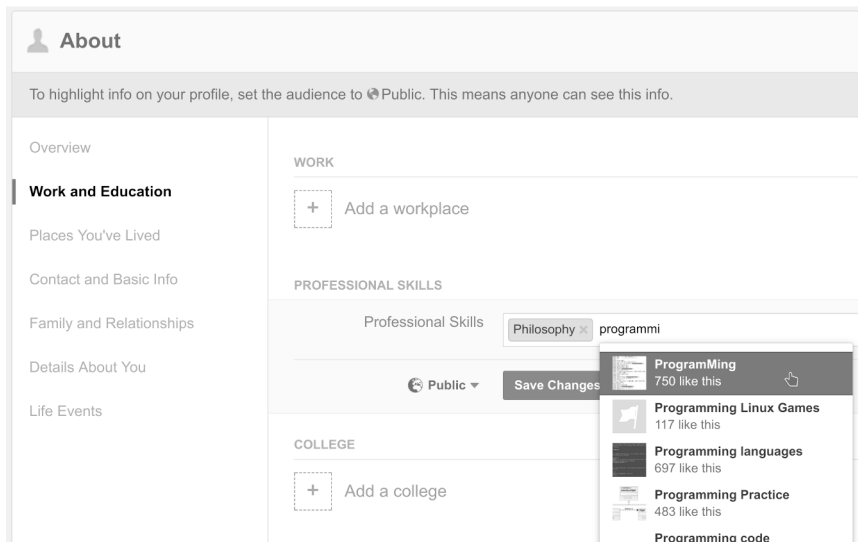 About
To highlight info on your profile, set the audience to Public. This means anyone can see this info.
Overview
Work and Education
Places You've Lived
Contact and Basic Info
Family and Relationships
Details About You
Life Events
WORK
+ Add a workplace
PROFESSIONAL SKILLS
Professional Skills Philosophy × programmi
Public Save Changes
ProgramMing
750 like this
Programming Linux Games
117 like this
Programming languages
697 like this
Programming Practice
483 like this
Programming code
COLLEGE
+ Add a college